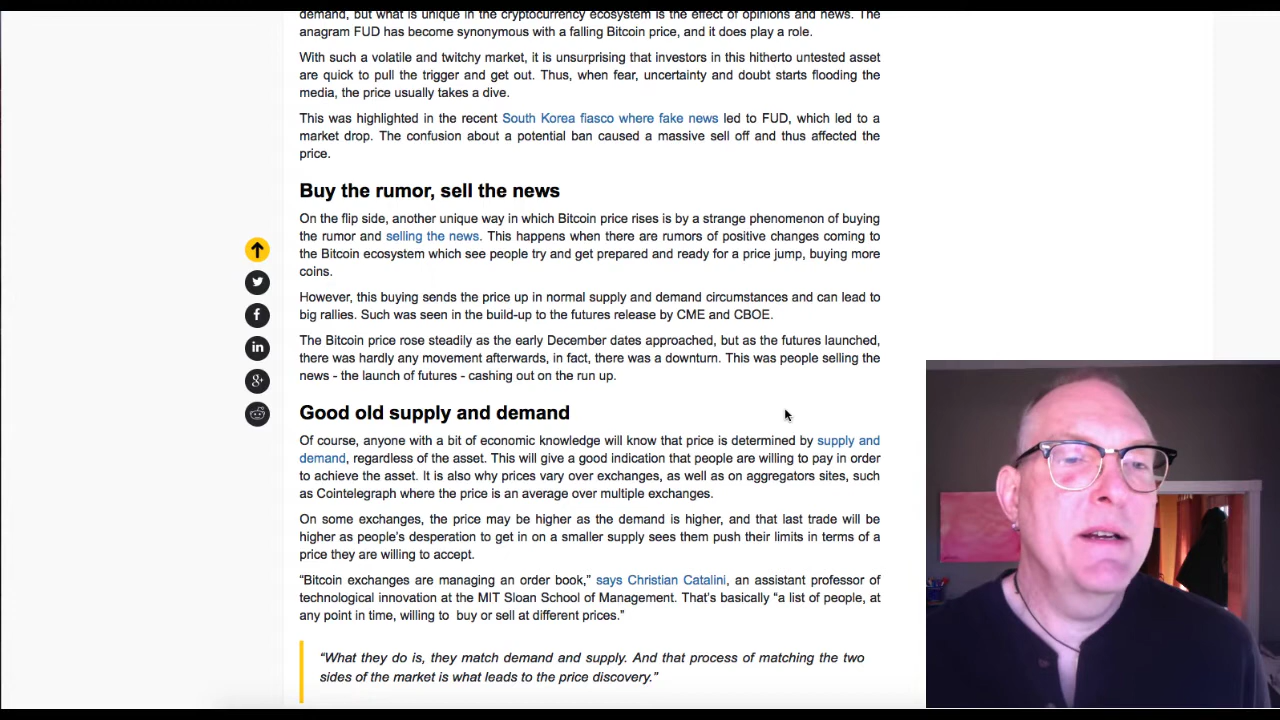 demand, but what is unique in the cryptocurrency ecosystem is the effect of opinions and news. The
anagram FUD has become synonymous with a falling Bitcoin price, and it does play a role.
With such a volatile and twitchy market, it is unsurprising that investors in this hitherto untested asset
are quick to pull the trigger and get out. Thus, when fear, uncertainty and doubt starts flooding the
media, the price usually takes a dive.
This was highlighted in the recent South Korea fiasco where fake news led to FUD, which led to a
market drop. The confusion about a potential ban caused a massive sell off and thus affected the
price.
Buy the rumor, sell the news
On the flip side, another unique way in which Bitcoin price rises is by a strange phenomenon of buying
the rumor and selling the news. This happens when there are rumors of positive changes coming to
the Bitcoin ecosystem which see people try and get prepared and ready for a price jump, buying more
coins.
However, this buying sends the price up in normal supply and demand circumstances and can lead to
big rallies. Such was seen in the build-up to the futures release by CME and CBOE.
The Bitcoin price rose steadily as the early December dates approached, but as the futures launched,
there was hardly any movement afterwards, in fact, there was a downturn. This was people selling the
news - the launch of futures - cashing out on the run up.
Good old supply and demand
Of course, anyone with a bit of economic knowledge will know that price is determined by supply and
demand, regardless of the asset. This will give a good indication that people are willing to pay in order
to achieve the asset. It is also why prices vary over exchanges, as well as on aggregators sites, such
as Cointelegraph where the price is an average over multiple exchanges.
On some exchanges, the price may be higher as the demand is higher, and that last trade will be
higher as people's desperation to get in on a smaller supply sees them push their limits in terms of a
price they are willing to accept.
“Bitcoin exchanges are managing an order book,” says Christian Catalini, an assistant professor of
technological innovation at the MIT Sloan School of Management. That's basically “a list of people, at
any point in time, willing to buy or sell at different prices.”
“What they do is, they match demand and supply. And that process of matching the two
sides of the market is what leads to the price discovery.”